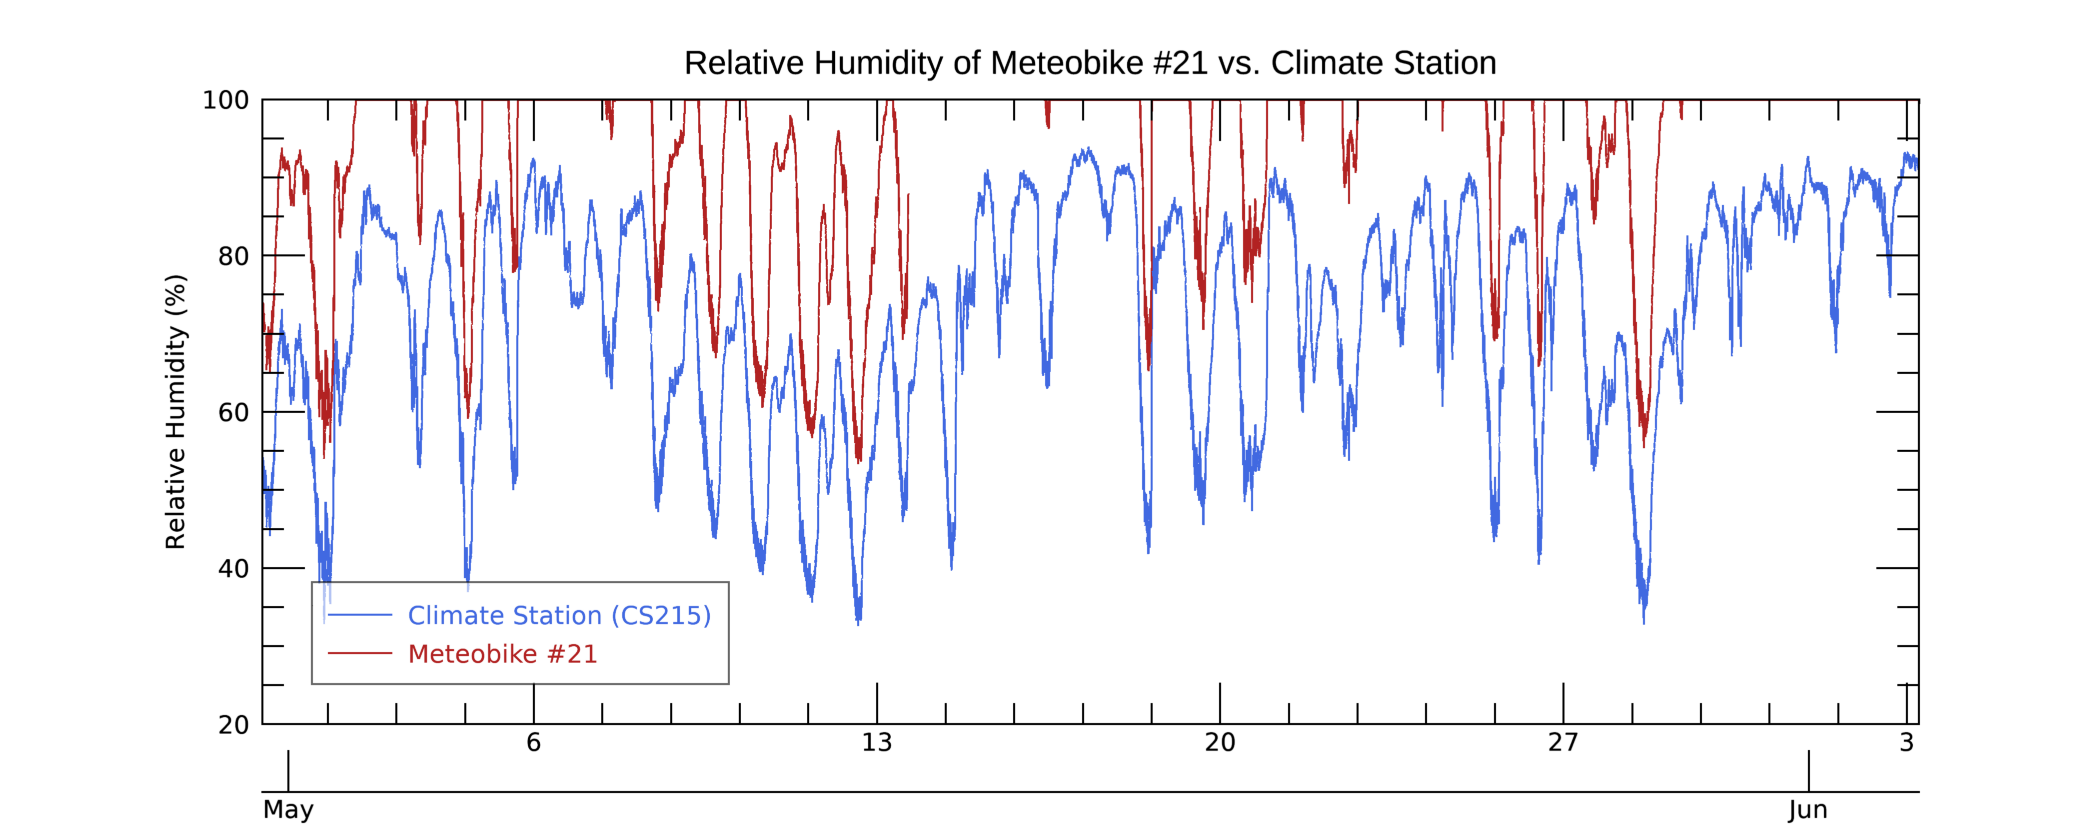 Relative Humidity of Meteobike #21 vs. Climate Station
100
80
60
40
20
Relative Humidity (%)
Climate Station (CS215)
Meteobike #21
6 13 20 27 3
May Jun